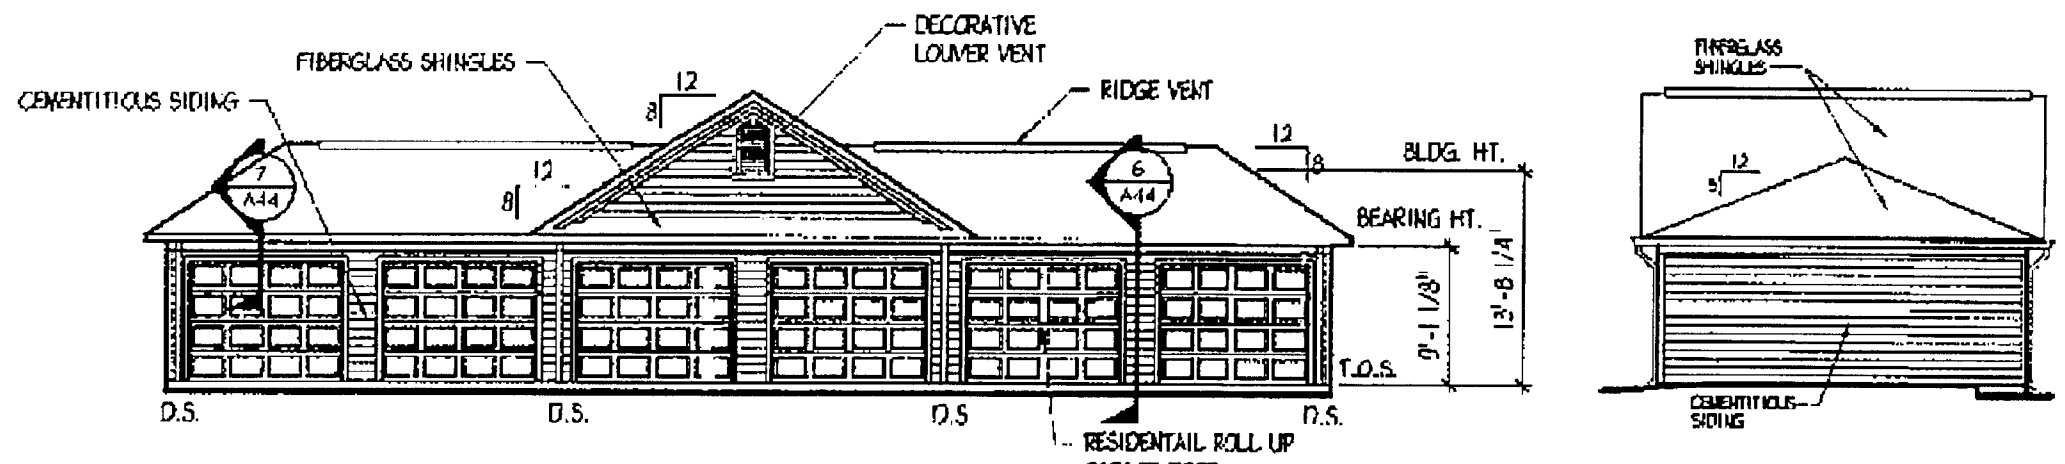 DECORATIVE
LOUVER VENT
FIBERGLASS SHINGLES
CEMENTITIOUS SIDING
12
8
RIDGE VENT
12
8
BLDG. HT.
7
A44
12
8
6
A44
BEARING HT.
9'-1 1/8"
13'-8 1/4"
T.O.S.
D.S.
D.S.
D.S
D.S.
RESIDENTAIL ROLL UP
FIBERGLASS
SHINGLES
12
CEMENTITIOUS
SIDING